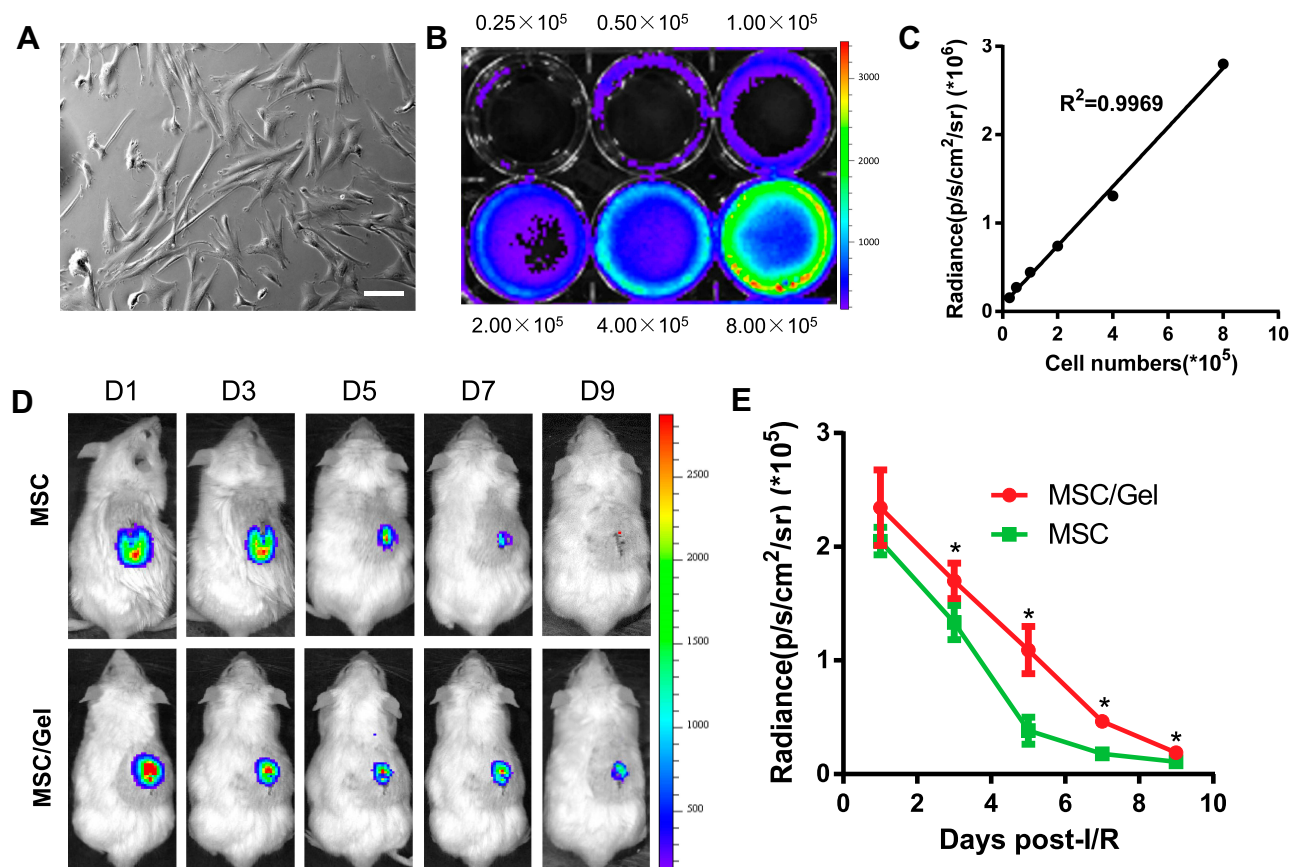 A
B
0.25×10⁵ 0.50×10⁵ 1.00×10⁵
3000
2000
1000
2.00×10⁵ 4.00×10⁵ 8.00×10⁵
C
Radiance(p/s/cm²/sr) (*10⁶)
3
2
1
0
R²=0.9969
0 2 4 6 8 10
Cell numbers(*10⁵)
D
D1 D3 D5 D7 D9
MSC
MSC/Gel
2500
2000
1500
1000
500
E
Radiance(p/s/cm²/sr) (*10⁵)
3
2
1
0
MSC/Gel
MSC
* * * *
0 2 4 6 8 10
Days post-I/R